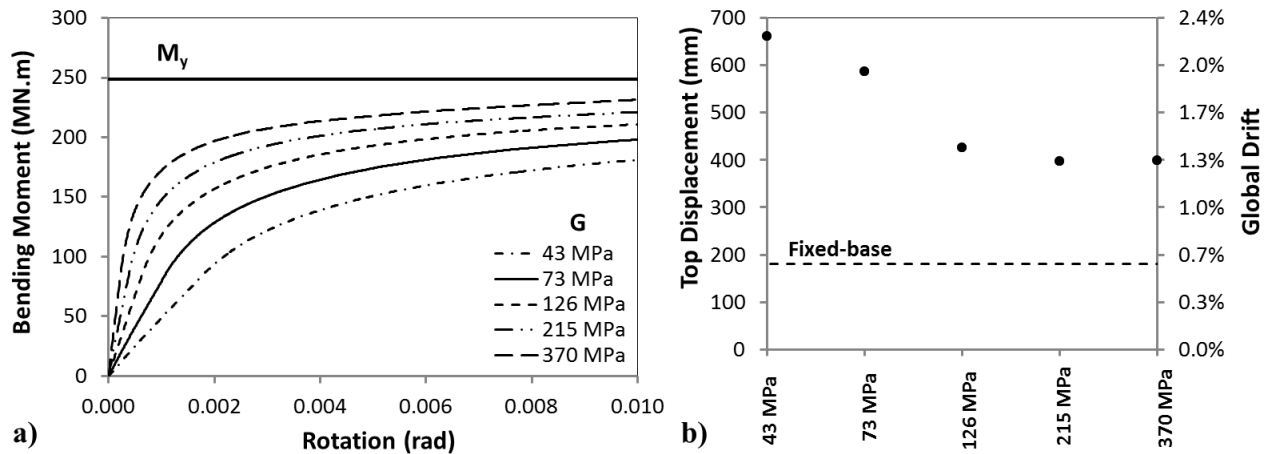 300
250
200
150
100
50
0
Bending Moment (MN.m)
M_y
G
43 MPa
73 MPa
126 MPa
215 MPa
370 MPa
0.000 0.002 0.004 0.006 0.008 0.010
Rotation (rad)
a)
700
600
500
400
300
200
100
0
Top Displacement (mm)
Fixed-base
2.4%
2.0%
1.7%
1.3%
1.0%
0.7%
0.3%
0.0%
Global Drift
43 MPa
73 MPa
126 MPa
215 MPa
370 MPa
b)